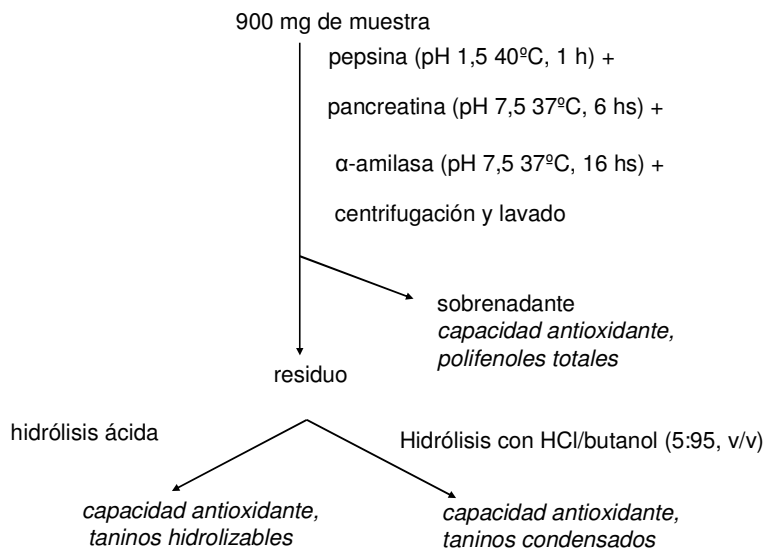 900 mg de muestra
pepsina (pH 1,5 40ºC, 1 h) +
pancreatina (pH 7,5 37ºC, 6 hs) +
α-amilasa (pH 7,5 37ºC, 16 hs) +
centrifugación y lavado
sobrenadante
capacidad antioxidante,
polifenoles totales
residuo
hidrólisis ácida
Hidrólisis con HCl/butanol (5:95, v/v)
capacidad antioxidante,
taninos hidrolizables
capacidad antioxidante,
taninos condensados